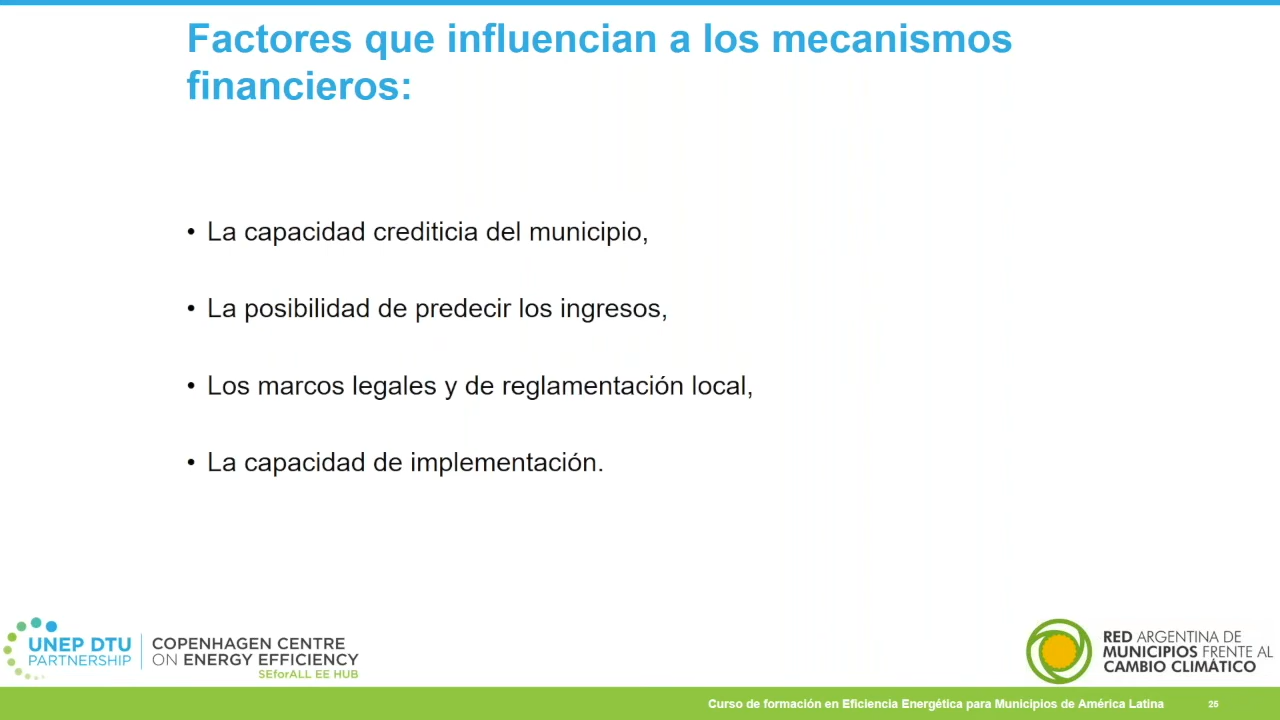 Factores que influencian a los mecanismos
financieros:
• La capacidad crediticia del municipio,
• La posibilidad de predecir los ingresos,
• Los marcos legales y de reglamentación local,
• La capacidad de implementación.
UNEP DTU
PARTNERSHIP
COPENHAGEN CENTRE
ON ENERGY EFFICIENCY
SEforALL EE HUB
RED ARGENTINA DE
MUNICIPIOS FRENTE AL
CAMBIO CLIMÁTICO
Curso de formación en Eficiencia Energética para Municipios de América Latina
25